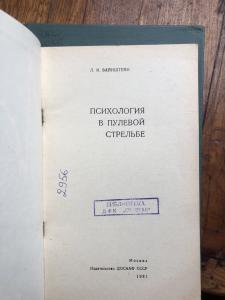 Л. М. ВАЙНШТЕЙН
ПСИХОЛОГИЯ
В ПУЛЕВОЙ
СТРЕЛЬБЕ
2956
БИБЛИОТЕКА
Москва
Издательство ДОСААФ СССР
1981